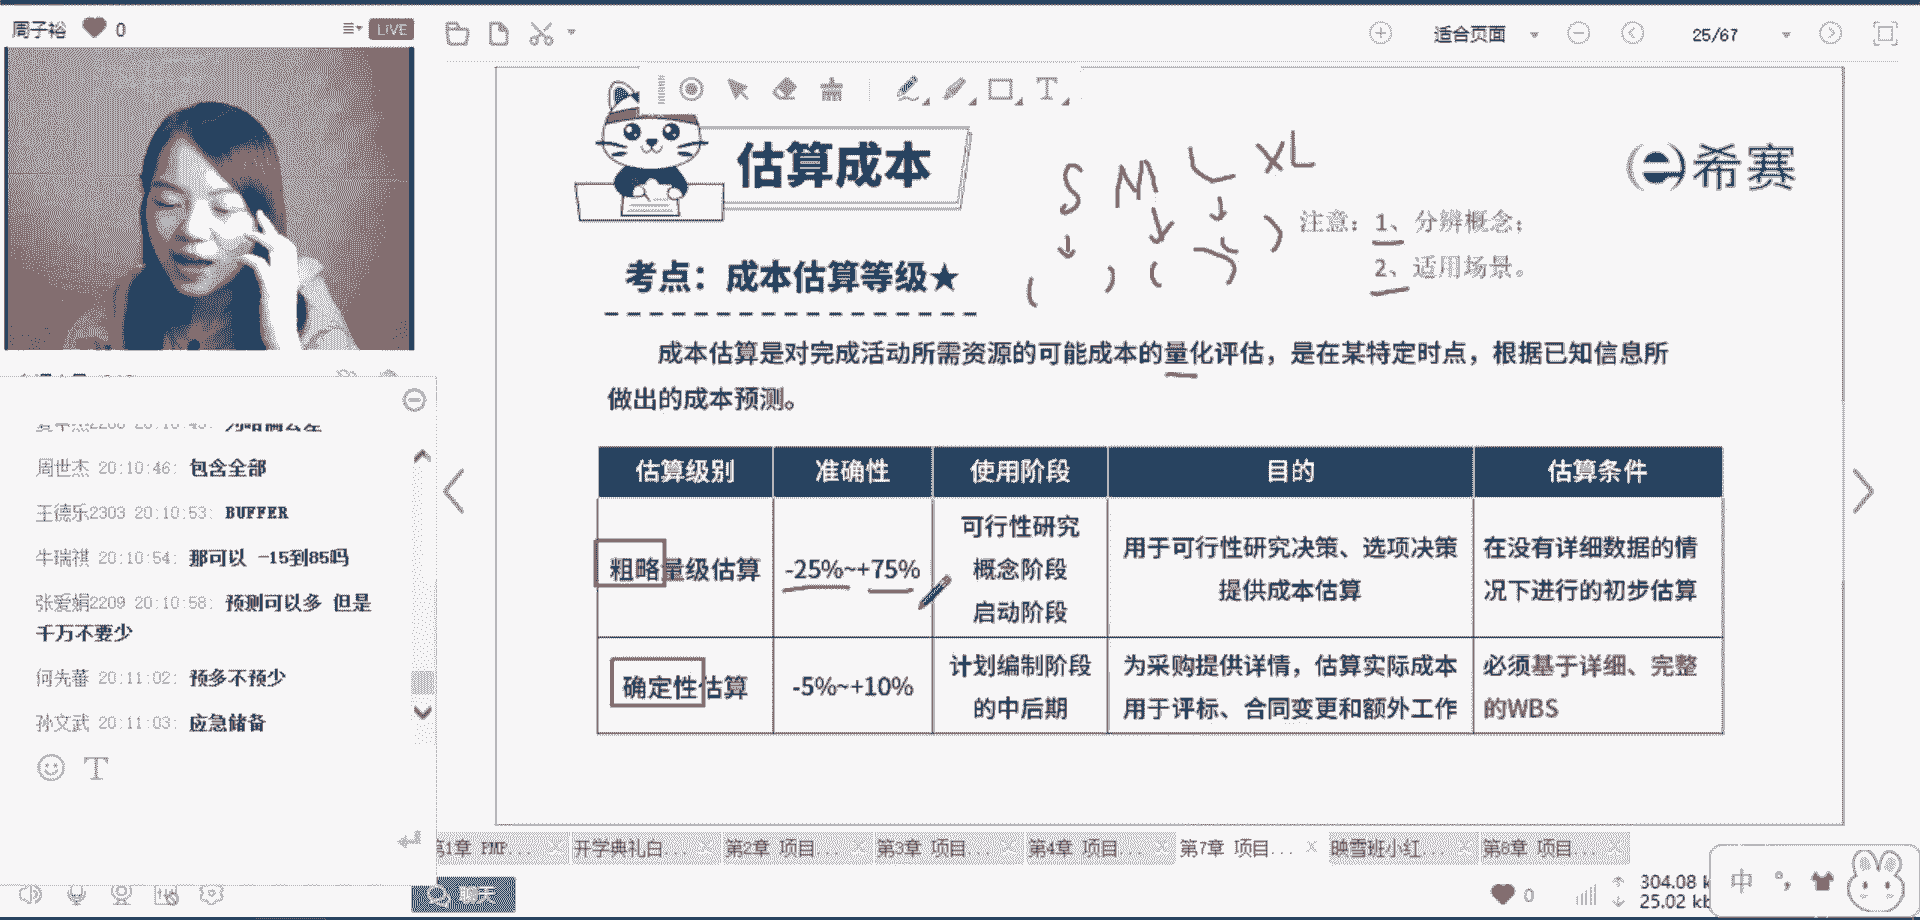 周子裕 0
LIVE
适合页面
25/67
估算成本
S M L XL
希赛
注意：1、分辨概念；
2、适用场景。
考点：成本估算等级★
成本估算是对完成活动所需资源的可能成本的量化评估，是在某特定时点，根据已知信息所
做出的成本预测。
估算级别 准确性 使用阶段 目的 估算条件
粗略量级估算 -25%~+75% 可行性研究
概念阶段
启动阶段 用于可行性研究决策、选项决策
提供成本估算 在没有详细数据的情
况下进行的初步估算
确定性估算 -5%~+10% 计划编制阶段
的中后期 为采购提供详情，估算实际成本
用于评标、合同变更和额外工作 必须基于详细、完整
的WBS
周世杰 20:10:46: 包含全部
王德乐2303 20:10:53: BUFFER
牛瑞祺 20:10:54: 那可以 -15到85吗
张爱娟2209 20:10:58: 预测可以多 但是
千万不要少
何先蕃 20:11:02: 预多不预少
孙文武 20:11:03: 应急储备
第1章 PMP... 开学典礼白... 第2章 项目... 第3章 项目... 第4章 项目... 第7章 项目... 映雪班小红... 第8章 项目...
聊天
0
304.08 k
25.02 kb
中